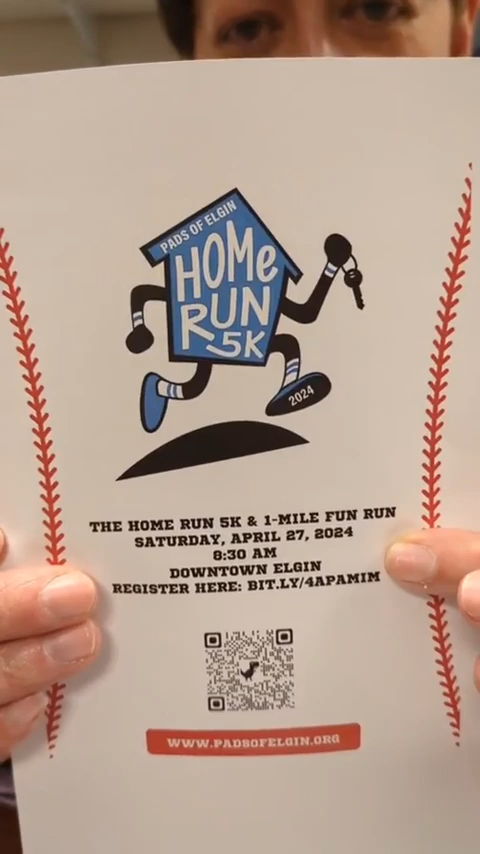 PADS OF ELGIN
HOMe
RUN
5K
2024
THE HOME RUN 5K & 1-MILE FUN RUN
SATURDAY, APRIL 27, 2024
8:30 AM
DOWNTOWN ELGIN
REGISTER HERE: BIT.LY/4APAMIM
WWW.PADSOFELGIN.ORG